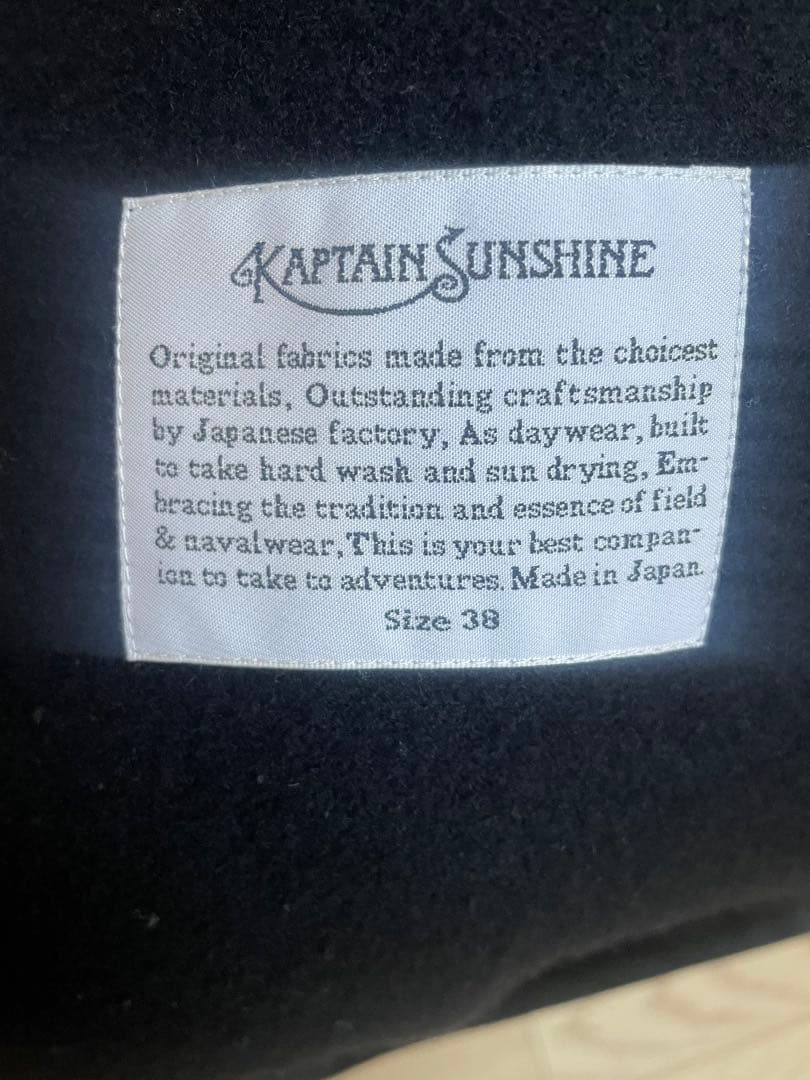 KAPTAIN SUNSHINE
Original fabrics made from the choicest
materials, Outstanding craftsmanship
by Japanese factory, As daywear, built
to take hard wash and sun drying, Em-
bracing the tradition and essence of field
& navalwear, This is your best compan-
ion to take to adventures. Made in Japan.
Size 38